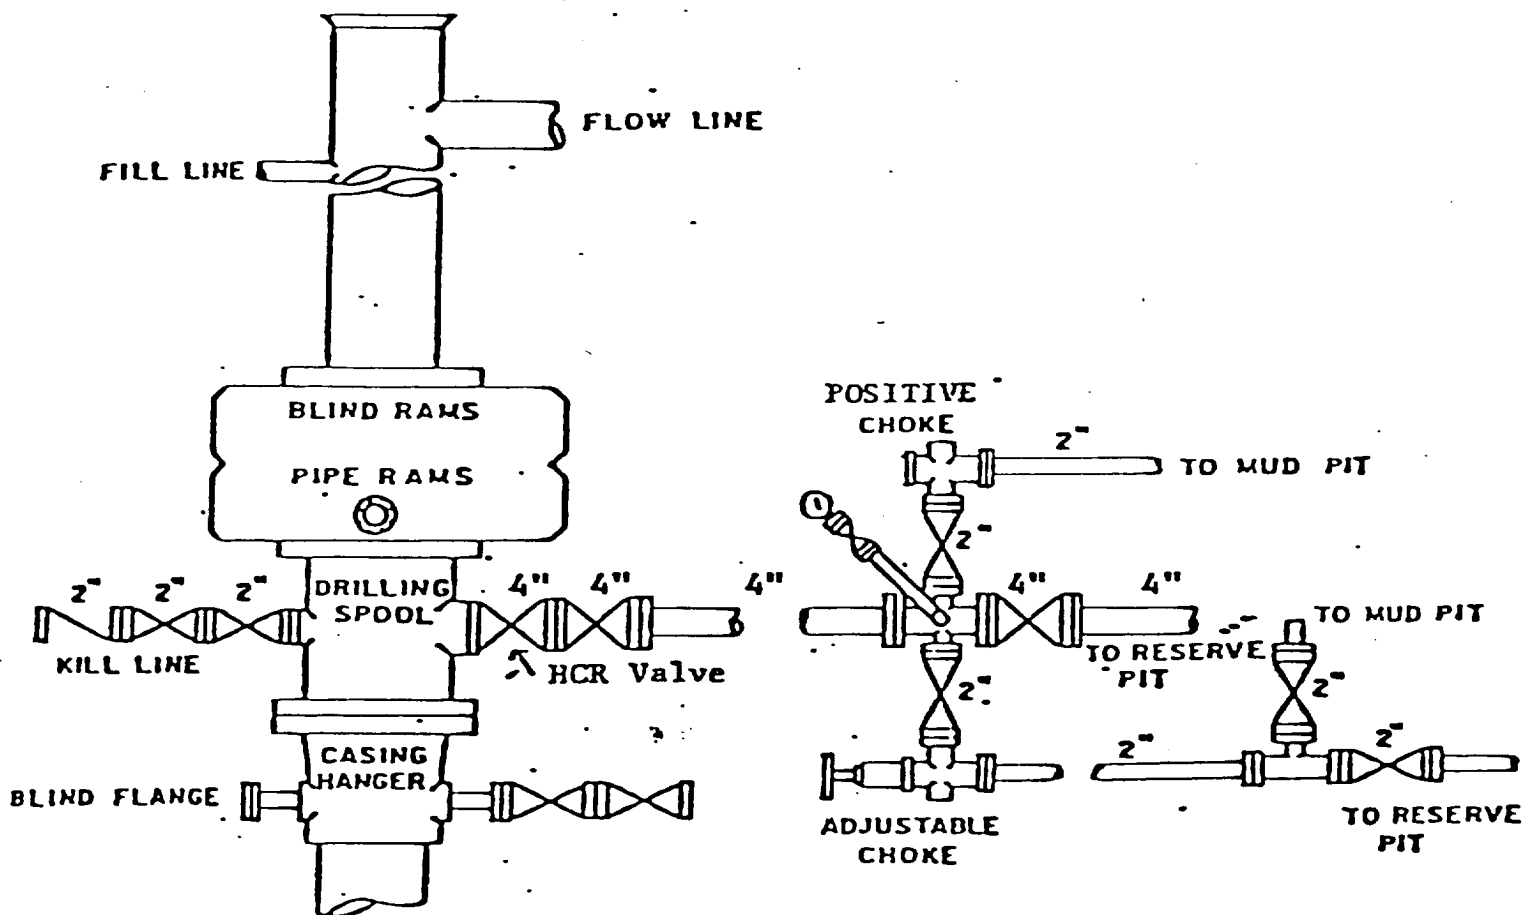 FLOW LINE
FILL LINE
BLIND RAMS
PIPE RAMS
DRILLING
SPOOL
2"
2"
2"
4"
4"
4"
KILL LINE
HCR Valve
CASING
HANGER
BLIND FLANGE
POSITIVE
CHOKE
2"
TO MUD PIT
2"
4"
4"
TO RESERVE
PIT
2"
ADJUSTABLE
CHOKE
TO MUD PIT
2"
2"
2"
TO RESERVE
PIT